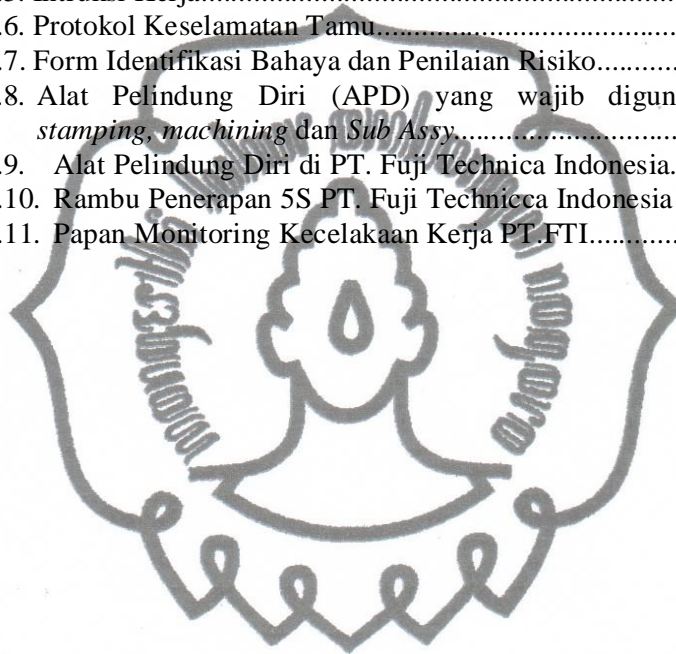 .6. Protokol Keselamatan Tamu
.7. Form Identifikasi Bahaya dan Penilaian Risiko
.8. Alat Pelindung Diri (APD) yang wajib digun
stamping, machining dan Sub Assy
.9. Alat Pelindung Diri di PT. Fuji Technica Indonesia.
.10. Rambu Penerapan 5S PT. Fuji Technicca Indonesia
.11. Papan Monitoring Kecelakaan Kerja PT.FTI